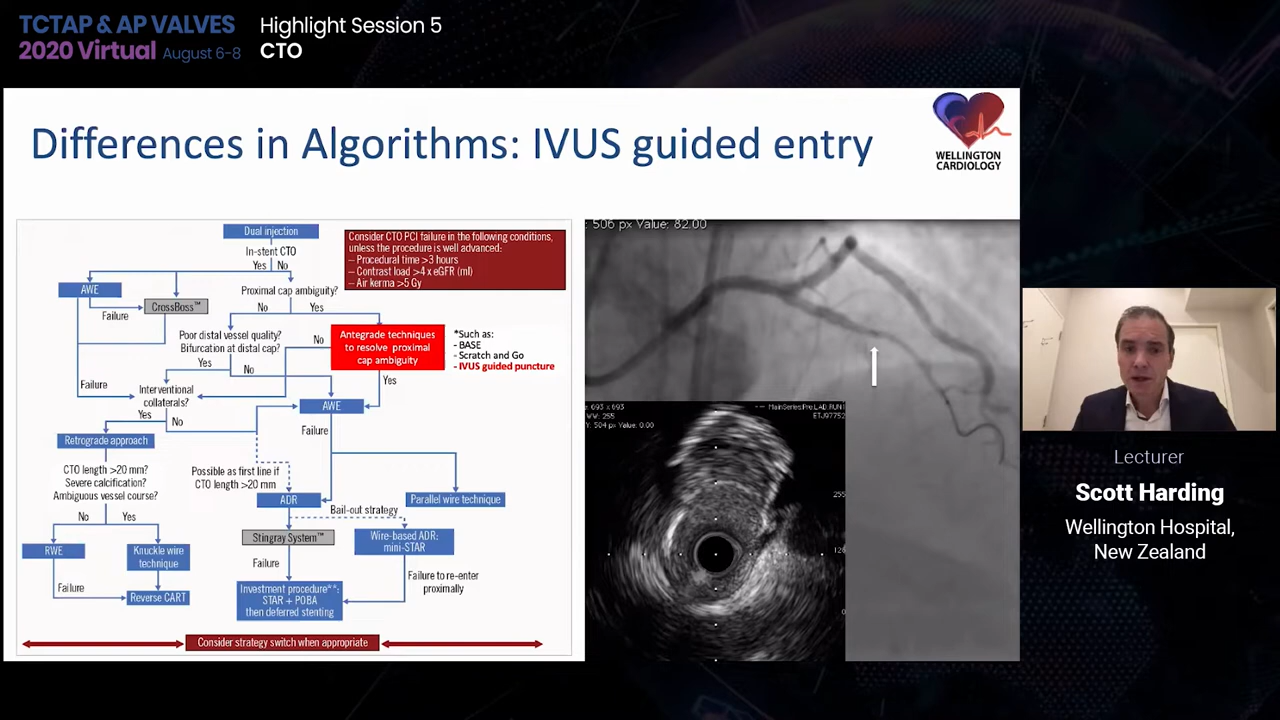 TCTAP & AP VALVES
2020 Virtual August 6-8
Highlight Session 5
CTO
Differences in Algorithms: IVUS guided entry
WELLINGTON
CARDIOLOGY
Dual injection
In-stent CTO
Yes No
Consider CTO PCI failure in the following conditions,
unless the procedure is well advanced:
– Procedural time >3 hours
– Contrast load >4 x eGFR (ml)
– Air kerma >5 Gy
AWE
Failure
CrossBoss™
Proximal cap ambiguity?
No Yes
Poor distal vessel quality?
Bifurcation at distal cap?
Yes No
No
Antegrade techniques
to resolve proximal
cap ambiguity
*Such as:
- BASE
- Scratch and Go
- IVUS guided puncture
Yes
Failure
Interventional
collaterals?
Yes
No
AWE
Failure
Retrograde approach
CTO length >20 mm?
Severe calcification?
Ambiguous vessel course?
No Yes
Possible as first line if
CTO length >20 mm
ADR
Parallel wire technique
Bail-out strategy
Stingray System™
Wire-based ADR:
mini-STAR
RWE
Knuckle wire
technique
Failure
Failure
Failure to re-enter
proximally
Reverse CART
Investment procedure**:
STAR + POBA
then deferred stenting
Consider strategy switch when appropriate
: 506 px Value: 82.00
: 693 x 693
WW: 255
Y: 504 px Value: 0.00
MainSeries:Pre:LAD:RUN1
255
128
0
Lecturer
Scott Harding
Wellington Hospital,
New Zealand